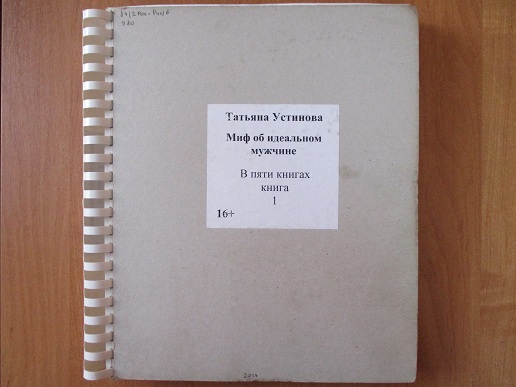 Татьяна Устинова
Миф об идеальном
мужчине
В пяти книгах
книга
1
16+